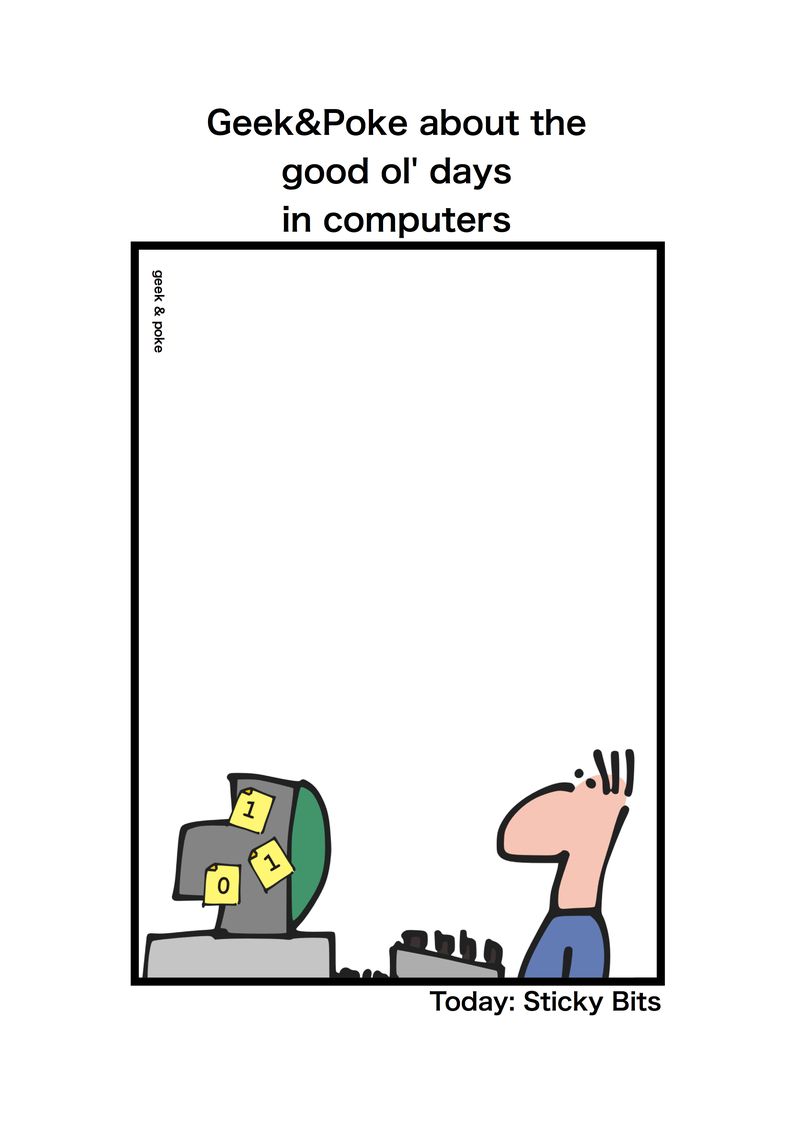 Geek&Poke about the
good ol' days
in computers
geek & poke
1
1
0
Today: Sticky Bits